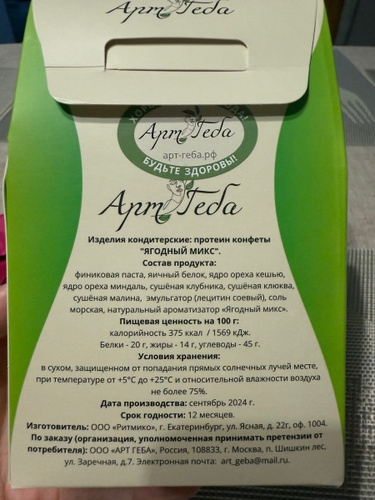 Арт Геба
Арт Геба
арт-геба.рф
БУДЬТЕ ЗДОРОВЫ!
Арт Геба
Изделия кондитерские: протеин конфеты
"ЯГОДНЫЙ МИКС".
Состав продукта:
финиковая паста, яичный белок, ядро ореха кешью,
ядро ореха миндаль, сушёная клубника, сушёная клюква,
сушёная малина, эмульгатор (лецитин соевый), соль
морская, натуральный ароматизатор «Ягодный микс».
Пищевая ценность на 100 г:
калорийность 375 ккал / 1569 кДж.
Белки - 20 г, жиры - 14 г, углеводы - 45 г.
Условия хранения:
в сухом, защищенном от попадания прямых солнечных лучей месте,
при температуре от +5°С до +25°С и относительной влажности воздуха
не более 75%.
Дата производства: сентябрь 2024 г.
Срок годности: 12 месяцев.
Изготовитель: ООО «Ритмико», г. Екатеринбург, ул. Ясная, д. 22г, оф. 1004.
По заказу (организация, уполномоченная принимать претензии от
потребителя): ООО «АРТ ГЕБА», Россия, 108833, г. Москва, п. Шишкин лес,
ул. Заречная, д.7. Электронная почта: art_geba@mail.ru.